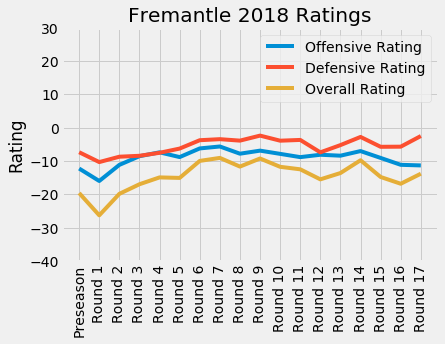 Fremantle 2018 Ratings
Offensive Rating
Defensive Rating
Overall Rating
Rating
30
20
10
0
−10
−20
−30
−40
Preseason
Round 1
Round 2
Round 3
Round 4
Round 5
Round 6
Round 7
Round 8
Round 9
Round 10
Round 11
Round 12
Round 13
Round 14
Round 15
Round 16
Round 17